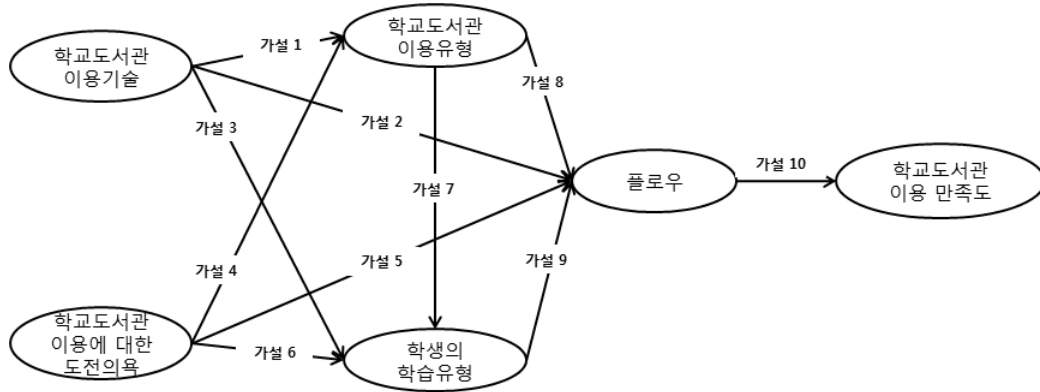 학교도서관
이용기술
가설 1
학교도서관
이용유형
가설 8
가설 3
가설 2
가설 7
플로우
가설 10
학교도서관
이용 만족도
가설 4
가설 5
가설 9
학교도서관
이용에 대한
도전의욕
가설 6
학생의
학습유형